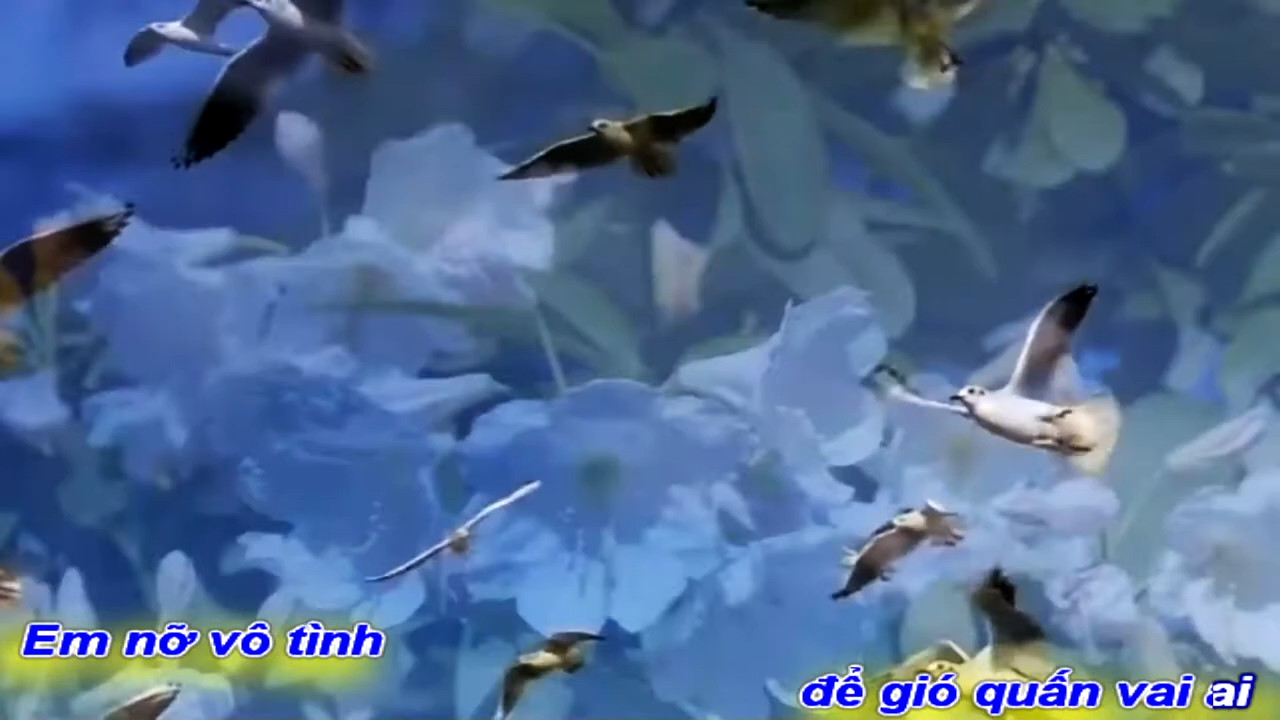 Em nỡ vô tình
để gió quấn vai ai